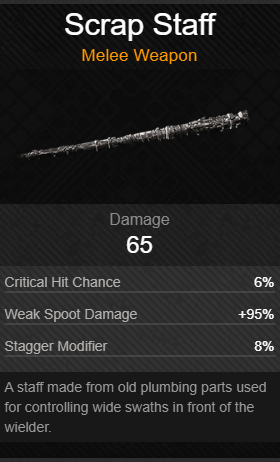 Scrap Staff
Melee Weapon
Damage
65
Critical Hit Chance 6%
Weak Spoot Damage +95%
Stagger Modifier 8%
A staff made from old plumbing parts used
for controlling wide swaths in front of the
wielder.